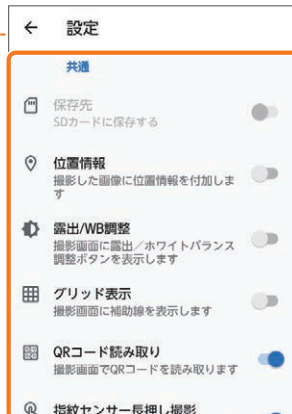 ← 設定
共通
保存先
SDカードに保存する
位置情報
撮影した画像に位置情報を付加しま
す
露出/WB調整
撮影画面に露出／ホワイトバランス
調整ボタンを表示します
グリッド表示
撮影画面に補助線を表示します
QRコード読み取り
撮影画面でQRコードを読み取ります
指紋センサー長押し撮影